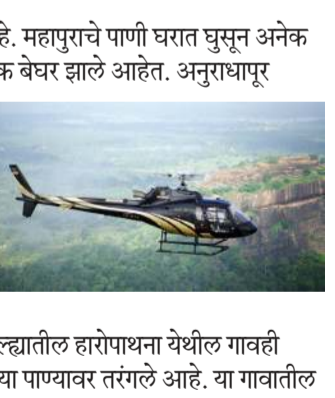 हे. महापुराचे पाणी घरात घुसून अनेक
क बेघर झाले आहेत. अनुराधापूर
ल्ह्यातील हारोपाथना येथील गावही
या पाण्यावर तरंगले आहे. या गावातील